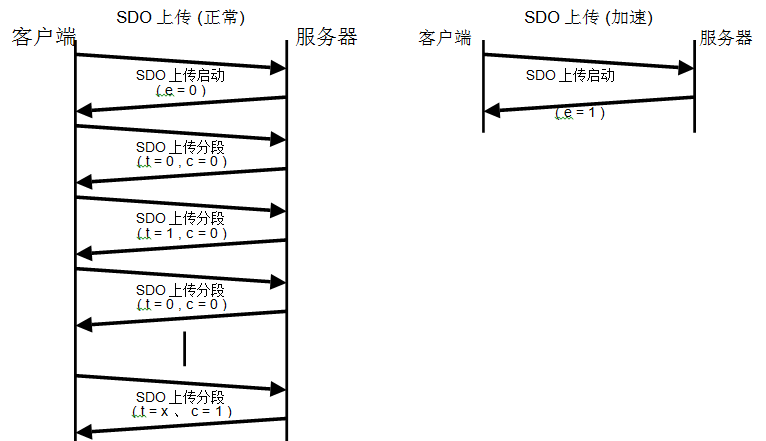 SDO 上传 (正常)
客户端
服务器
SDO 上传启动
( e = 0 )
SDO 上传分段
( t = 0 , c = 0 )
SDO 上传分段
( t = 1 , c = 0 )
SDO 上传分段
( t = 0 , c = 0 )
SDO 上传分段
( t = x 、 c = 1 )
SDO 上传 (加速)
客户端
服务器
SDO 上传启动
( e = 1 )